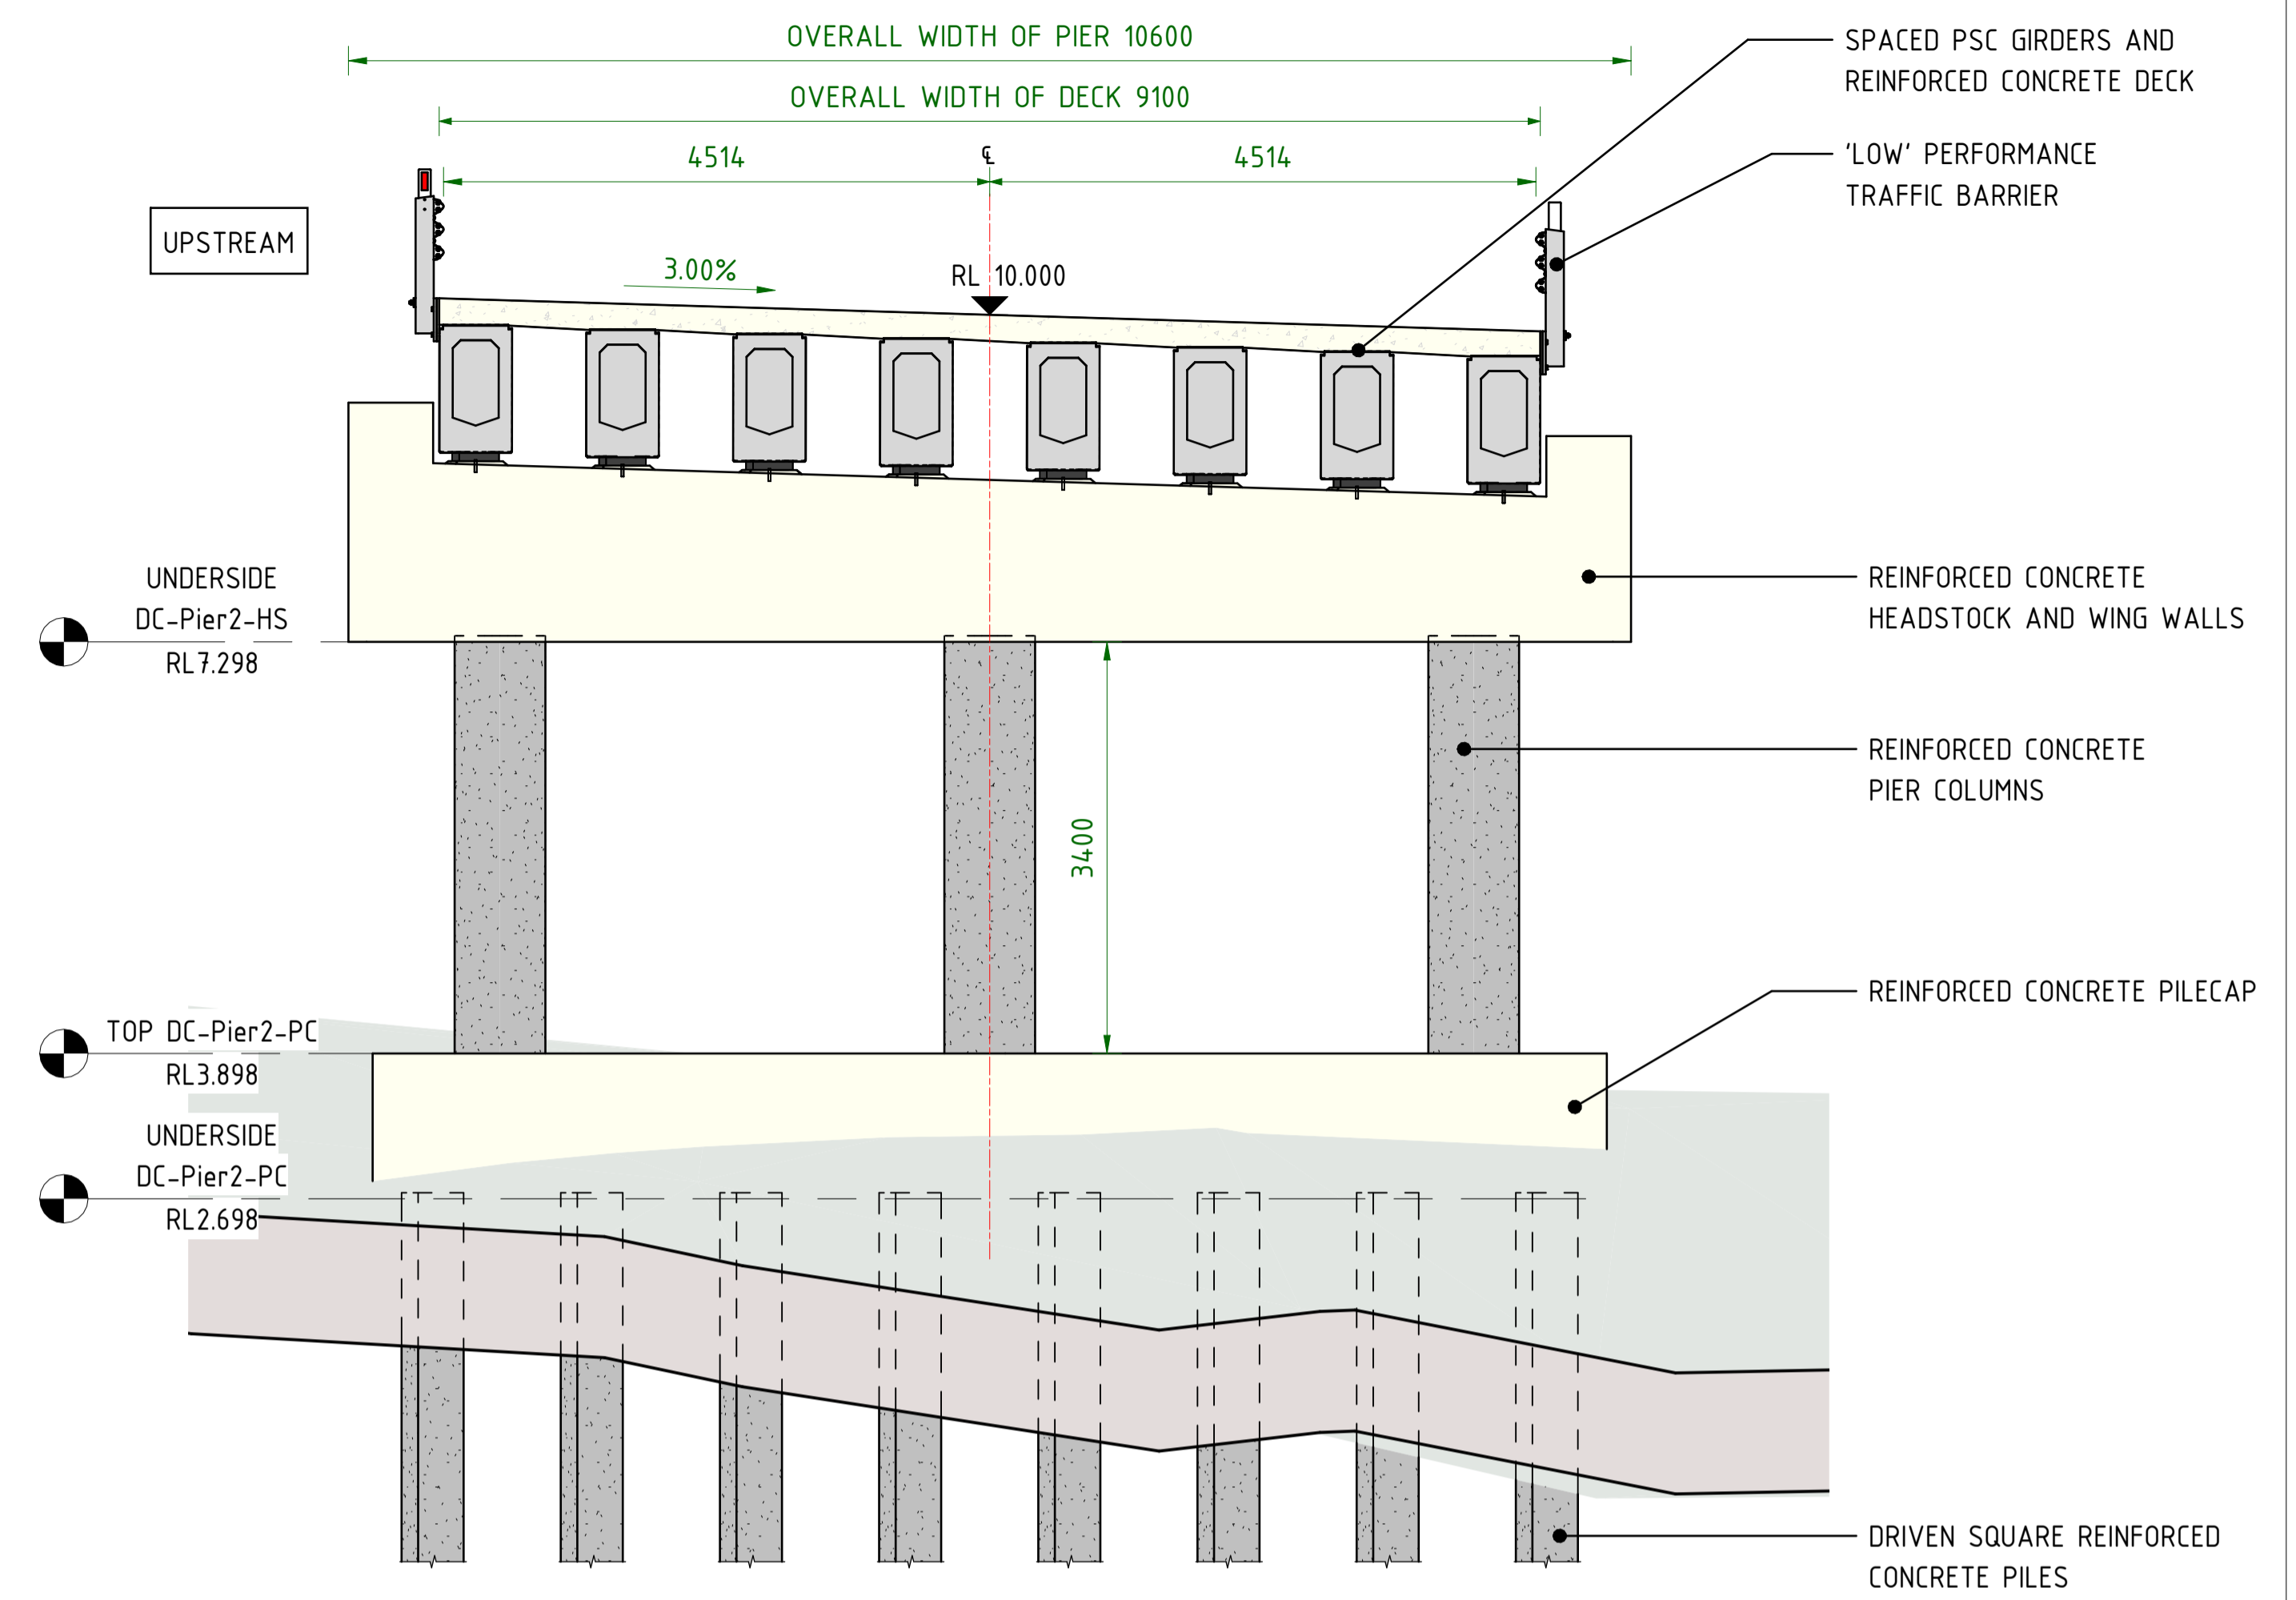 OVERALL WIDTH OF PIER 10600
SPACED PSC GIRDERS AND
REINFORCED CONCRETE DECK
OVERALL WIDTH OF DECK 9100
4514
℄
4514
'LOW' PERFORMANCE
TRAFFIC BARRIER
UPSTREAM
3.00%
RL 10.000
UNDERSIDE
DC-Pier2-HS
RL7.298
REINFORCED CONCRETE
HEADSTOCK AND WING WALLS
REINFORCED CONCRETE
PIER COLUMNS
3400
REINFORCED CONCRETE PILECAP
TOP DC-Pier2-PC
RL3.898
UNDERSIDE
DC-Pier2-PC
RL2.698
DRIVEN SQUARE REINFORCED
CONCRETE PILES